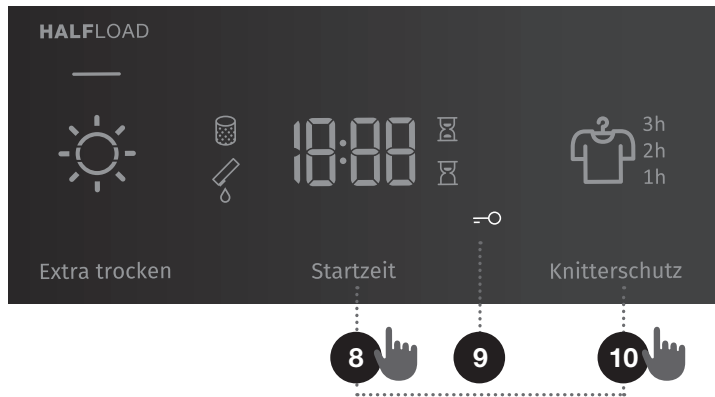 HALFLOAD
18:88
3h
2h
1h
Extra trocken
Startzeit
Knitterschutz
8
9
10